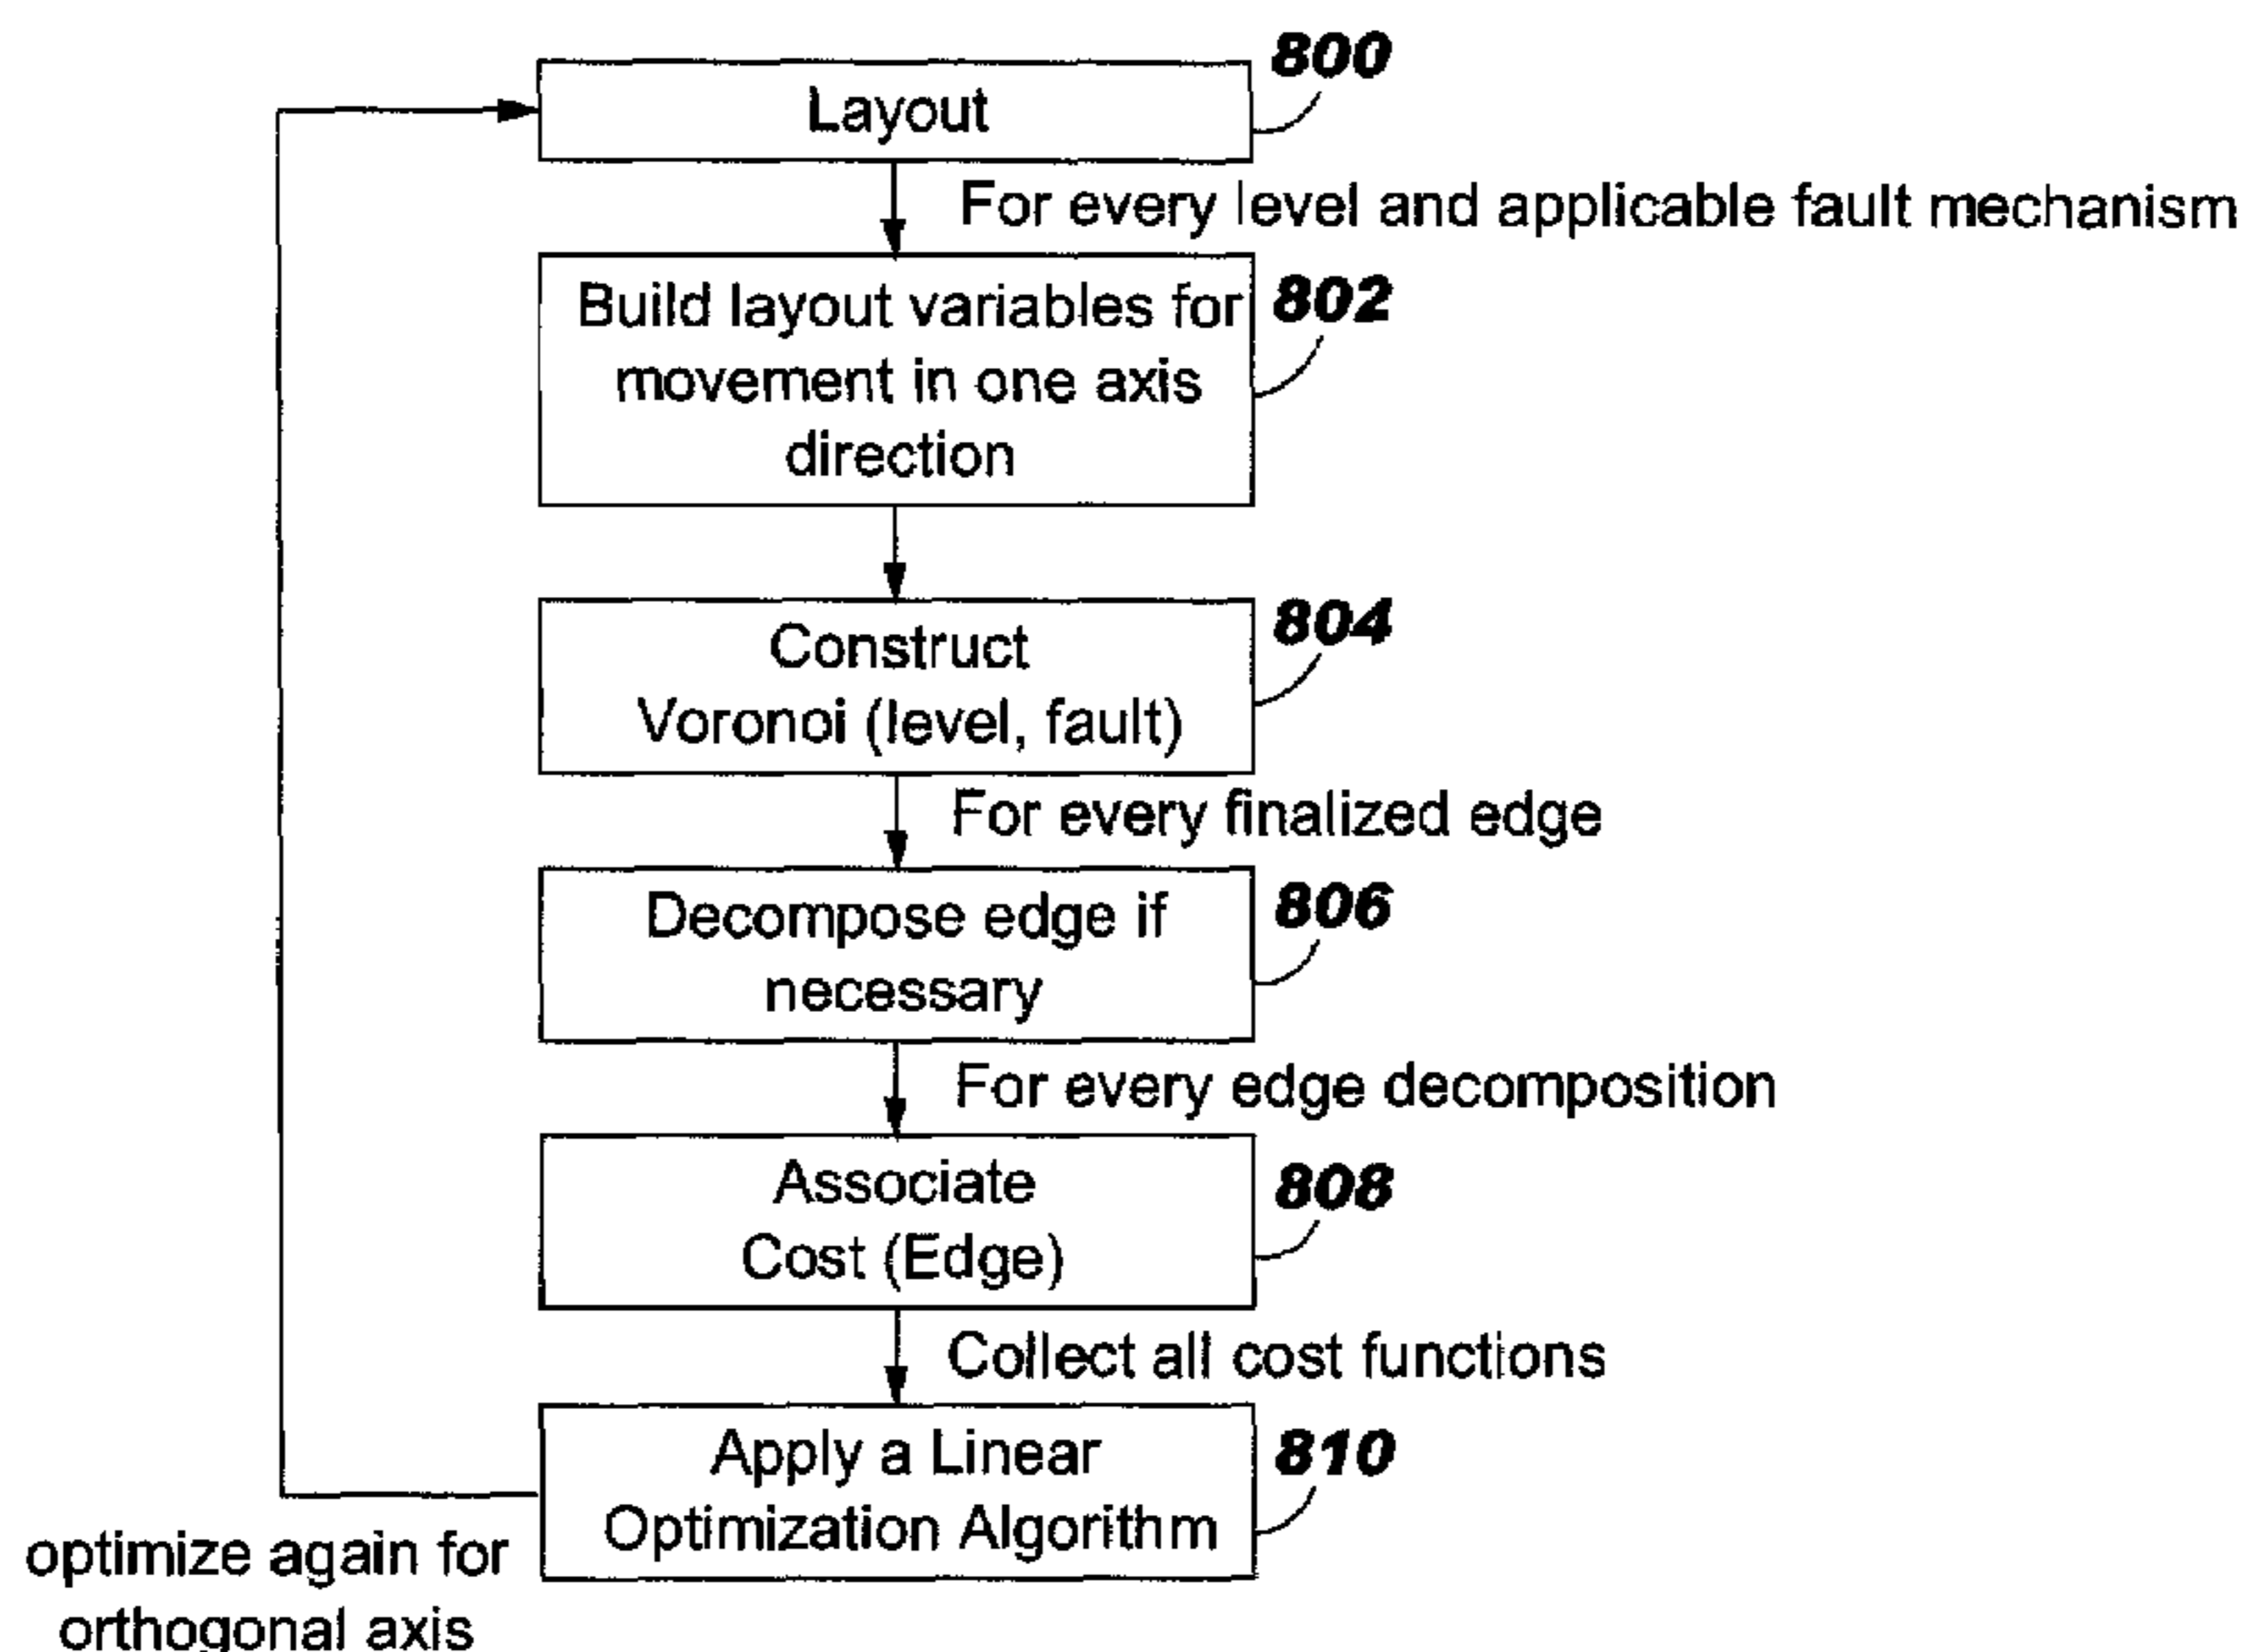 800
Layout
For every level and applicable fault mechanism
Build layout variables for
movement in one axis
direction
802
Construct
Voronoi (level, fault)
804
For every finalized edge
Decompose edge if
necessary
806
For every edge decomposition
Associate
Cost (Edge)
808
Collect all cost functions
Apply a Linear
Optimization Algorithm
810
optimize again for
orthogonal axis